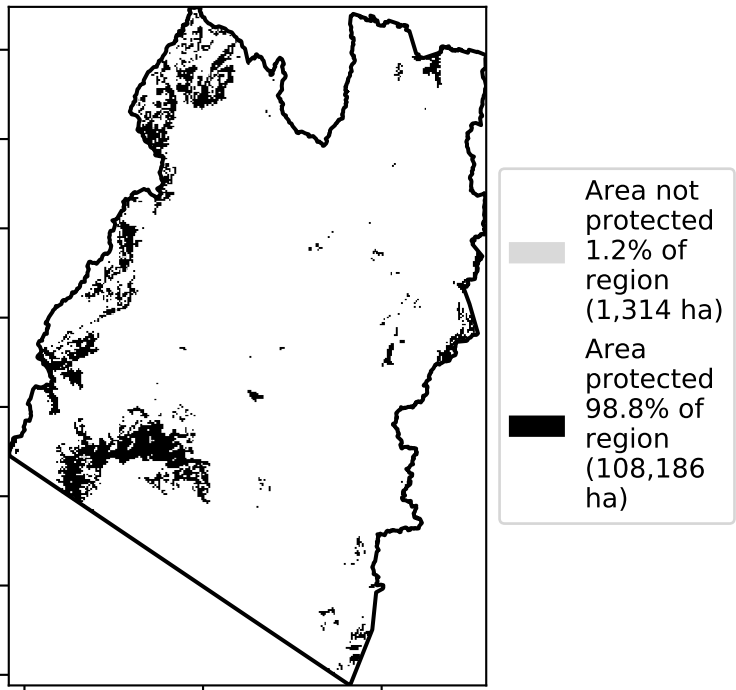 Area not
protected
1.2% of
region
(1,314 ha)
Area
protected
98.8% of
region
(108,186
ha)